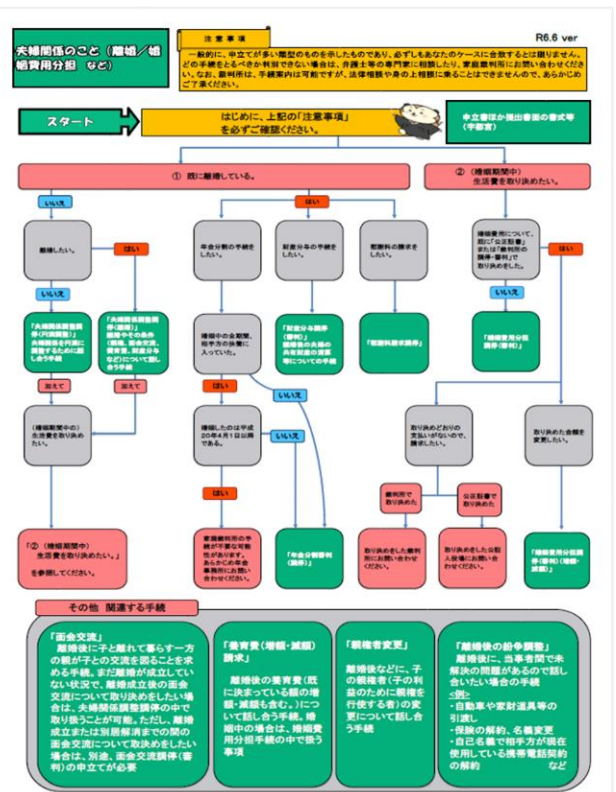 夫婦関係のこと（離婚／婚
姻費用分担　など）
注意事項
R6.6 ver
一般的に、申立てが多い類型のものを示したものであり、必ずしもあなたのケースに合致するとは限りません。
どの手続をとるべきか判別できない場合は、弁護士等の専門家に相談したり、家庭裁判所にお問い合わせくださ
い。なお、裁判所は、手続案内は可能ですが、法律相談や身の上相談に乗ることはできませんので、あらかじめ
ご了承ください。
スタート
はじめに、上記の「注意事項」
を必ずご確認ください。
申立書ほか提出書面の書式等
（宇都宮）
① 既に離婚している。
② （婚姻期間中）
生活費を取り決めたい。
いいえ
はい
離婚したい。
はい
年金分割の手続を
したい。
財産分与の手続を
したい。
慰謝料の請求を
したい。
婚姻費用について、
既に「公正証書」
または「裁判所の
調停・審判」で
取り決めをした。
はい
いいえ
いいえ
「夫婦関係調整調
停（円満調整）」
夫婦関係を円満に
調整するために話
し合う手続
「夫婦関係調整調
停（離婚）」
離婚やその条件
（親権、面会交流、
養育費、財産分与
など）について話し
合う手続
婚姻中の全期間、
相手方の扶養に
入っていた。
「財産分与調停
（審判）」
離婚後の夫婦の
共有財産の清算
等についての手続
「慰謝料請求調停」
「婚姻費用分担
調停（審判）」
加えて
加えて
はい
いいえ
（婚姻期間中の）
生活費を取り決め
たい。
婚姻したのは平成
20年4月1日以降
である。
いいえ
取り決めどおりの
支払いがないので、
請求したい。
取り決めた金額を
変更したい。
はい
裁判所で
取り決めた
公正証書で
取り決めた
「② （婚姻期間中）
生活費を取り決めたい。」
を参照してください。
家庭裁判所の手
続が不要な可能
性があります。
あらかじめ年金
事務所にお問い
合わせください。
「年金分割審判
（調停）」
取り決めをした裁判
所にお問い合わせ
ください。
取り決めをした公証
人役場にお問い合
わせください。
「婚姻費用分担調
停（審判）（増額・
減額）」
その他　関連する手続
「面会交流」
離婚後に子と離れて暮らす一方
の親が子との交流を図ることを求
める手続。まだ離婚が成立してい
ない状況で、離婚成立後の面会
交流について取決めをしたい場
合は、夫婦関係調整調停の中で
取り扱うことが可能。ただし、離婚
成立または別居解消までの間の
面会交流について取決めをしたい
場合は、別途、面会交流調停（審
判）の申立てが必要
「養育費（増額・減額）
請求」
離婚後の養育費（既
に決まっている額の増
額・減額も含む。）につ
いて話し合う手続。婚
姻中の場合は、婚姻費
用分担手続の中で扱う
事項
「親権者変更」
離婚後などに、子
の親権者（子の利
益のために親権を
行使する者）の変
更について話し合
う手続
「離婚後の紛争調整」
離婚後に、当事者間で未
解決の問題があるので話し
合いたい場合の手続
<例>
・自動車や家財道具等の
引渡し
・保険の解約、名義変更
・自己名義で相手方が現在
使用している携帯電話契約
の解約　など